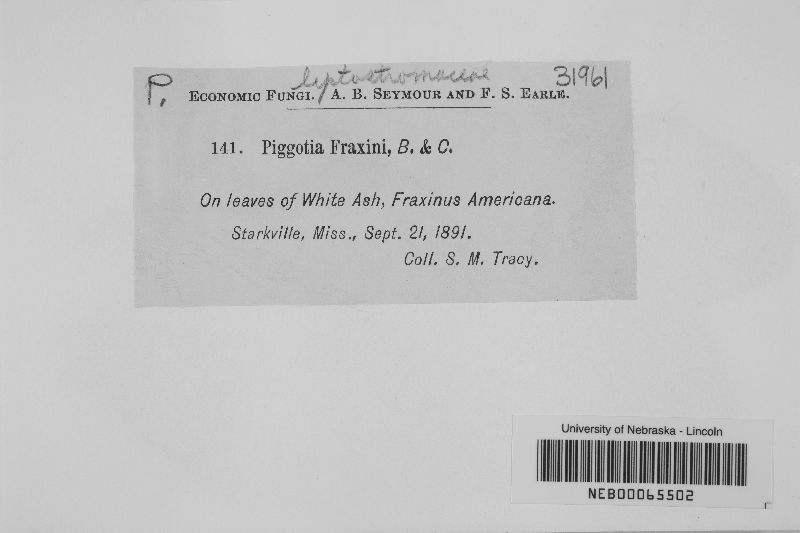 leptostromaceae
31961
P,
ECONOMIC FUNGI. A. B. SEYMOUR AND F. S. EARLE.
141. Piggotia Fraxini, B. & C.
On leaves of White Ash, Fraxinus Americana.
Starkville, Miss., Sept. 21, 1891.
Coll. S. M. Tracy.
University of Nebraska - Lincoln
NEB00065502